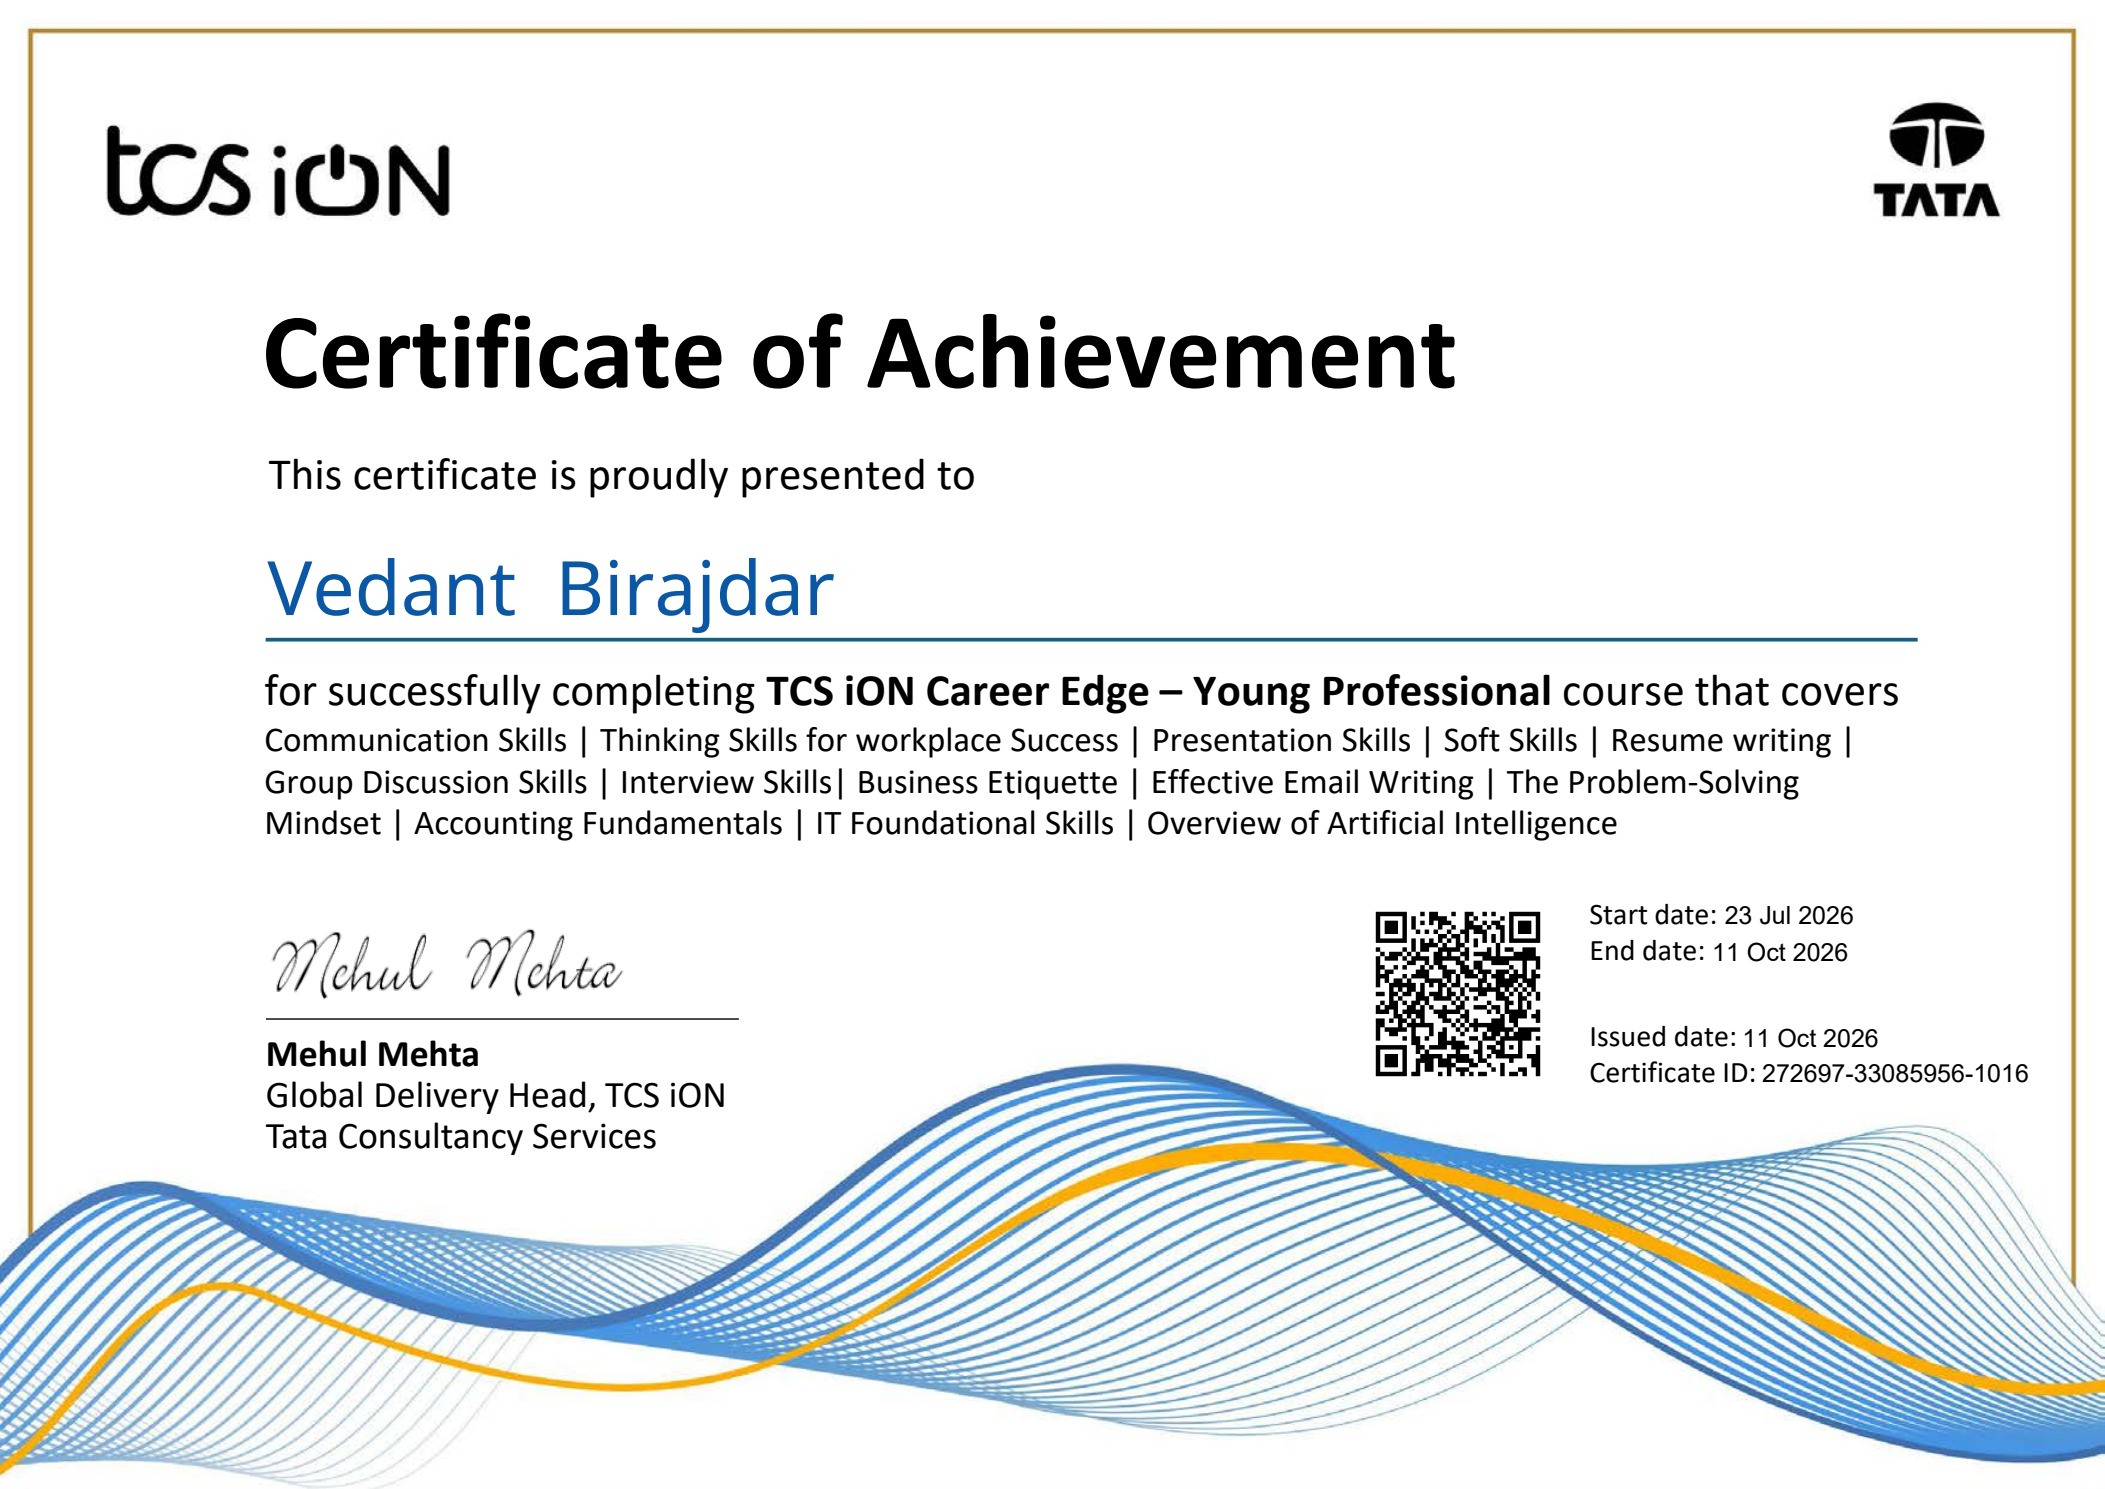 tcs iON
TATA
Certificate of Achievement
This certificate is proudly presented to
Vedant Birajdar
for successfully completing TCS iON Career Edge – Young Professional course that covers
Communication Skills | Thinking Skills for workplace Success | Presentation Skills | Soft Skills | Resume writing |
Group Discussion Skills | Interview Skills| Business Etiquette | Effective Email Writing | The Problem-Solving
Mindset | Accounting Fundamentals | IT Foundational Skills | Overview of Artificial Intelligence
Mehul Mehta
Mehul Mehta
Global Delivery Head, TCS iON
Tata Consultancy Services
Start date: 23 Jul 2026
End date: 11 Oct 2026
Issued date: 11 Oct 2026
Certificate ID: 272697-33085956-1016